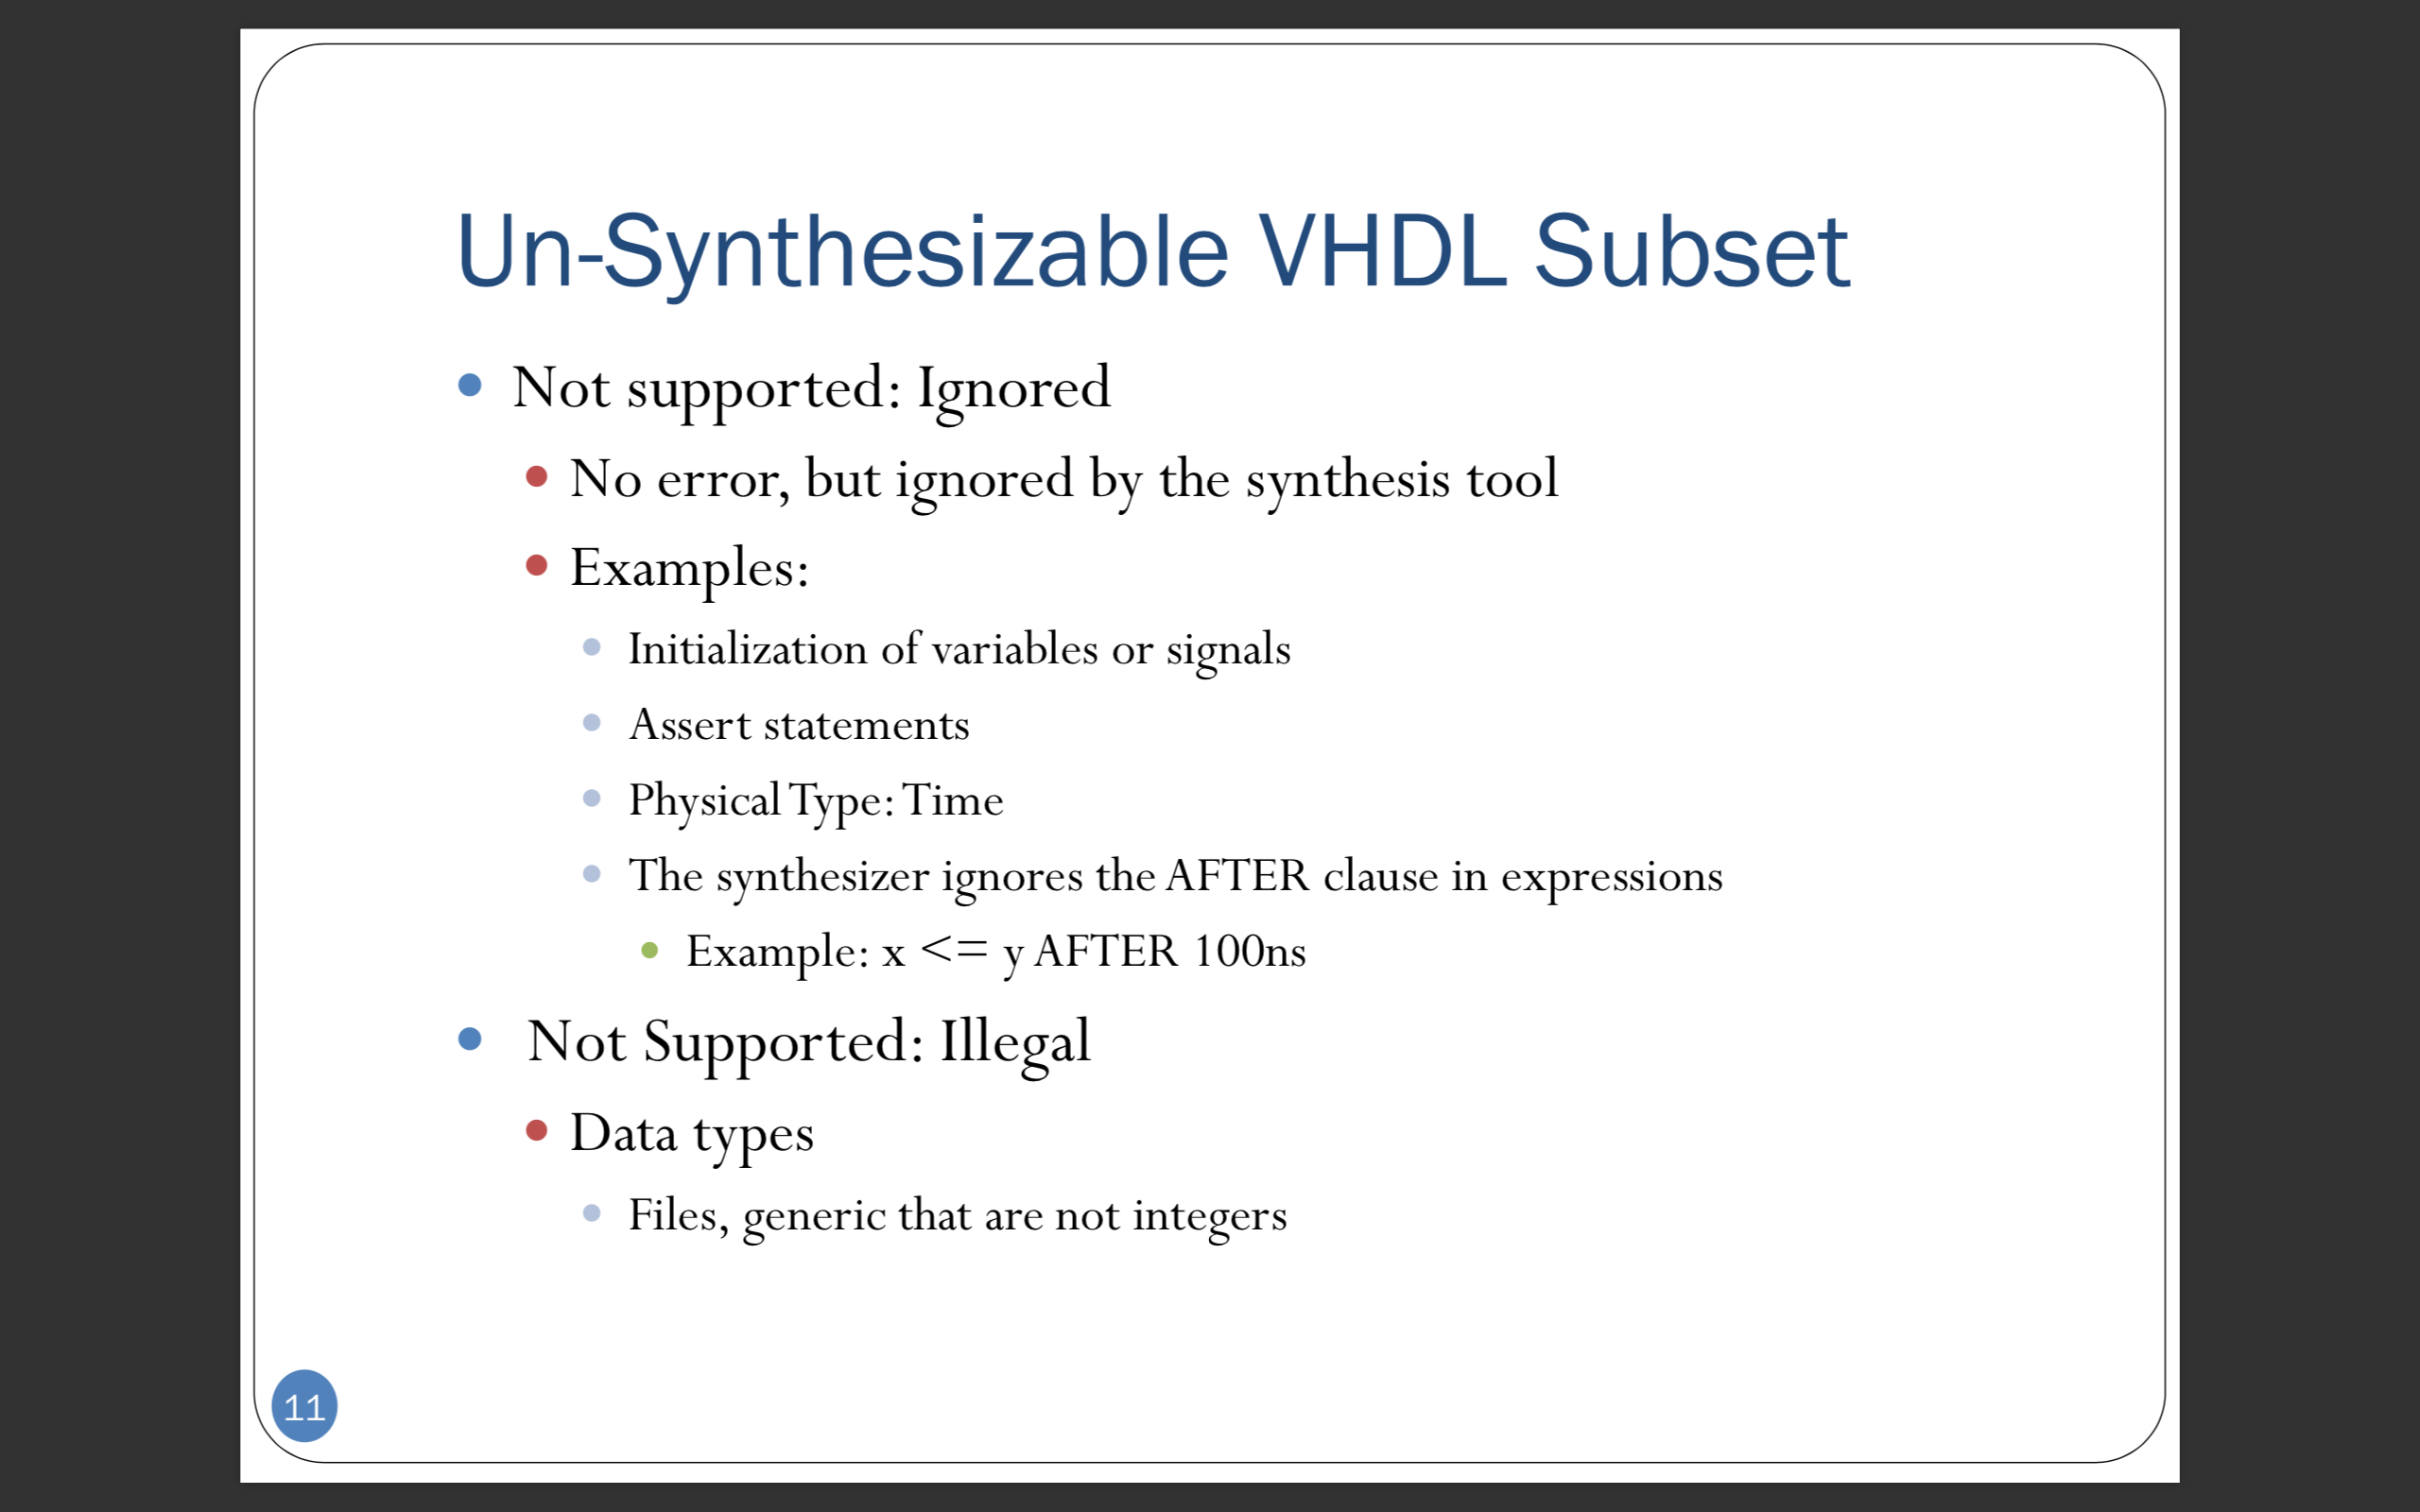 Un-Synthesizable VHDL Subset
Not supported: Ignored
No error, but ignored by the synthesis tool
Examples:
Initialization of variables or signals
Assert statements
Physical Type: Time
The synthesizer ignores the AFTER clause in expressions
Example: x <= y AFTER 100ns
Not Supported: Illegal
Data types
Files, generic that are not integers
11